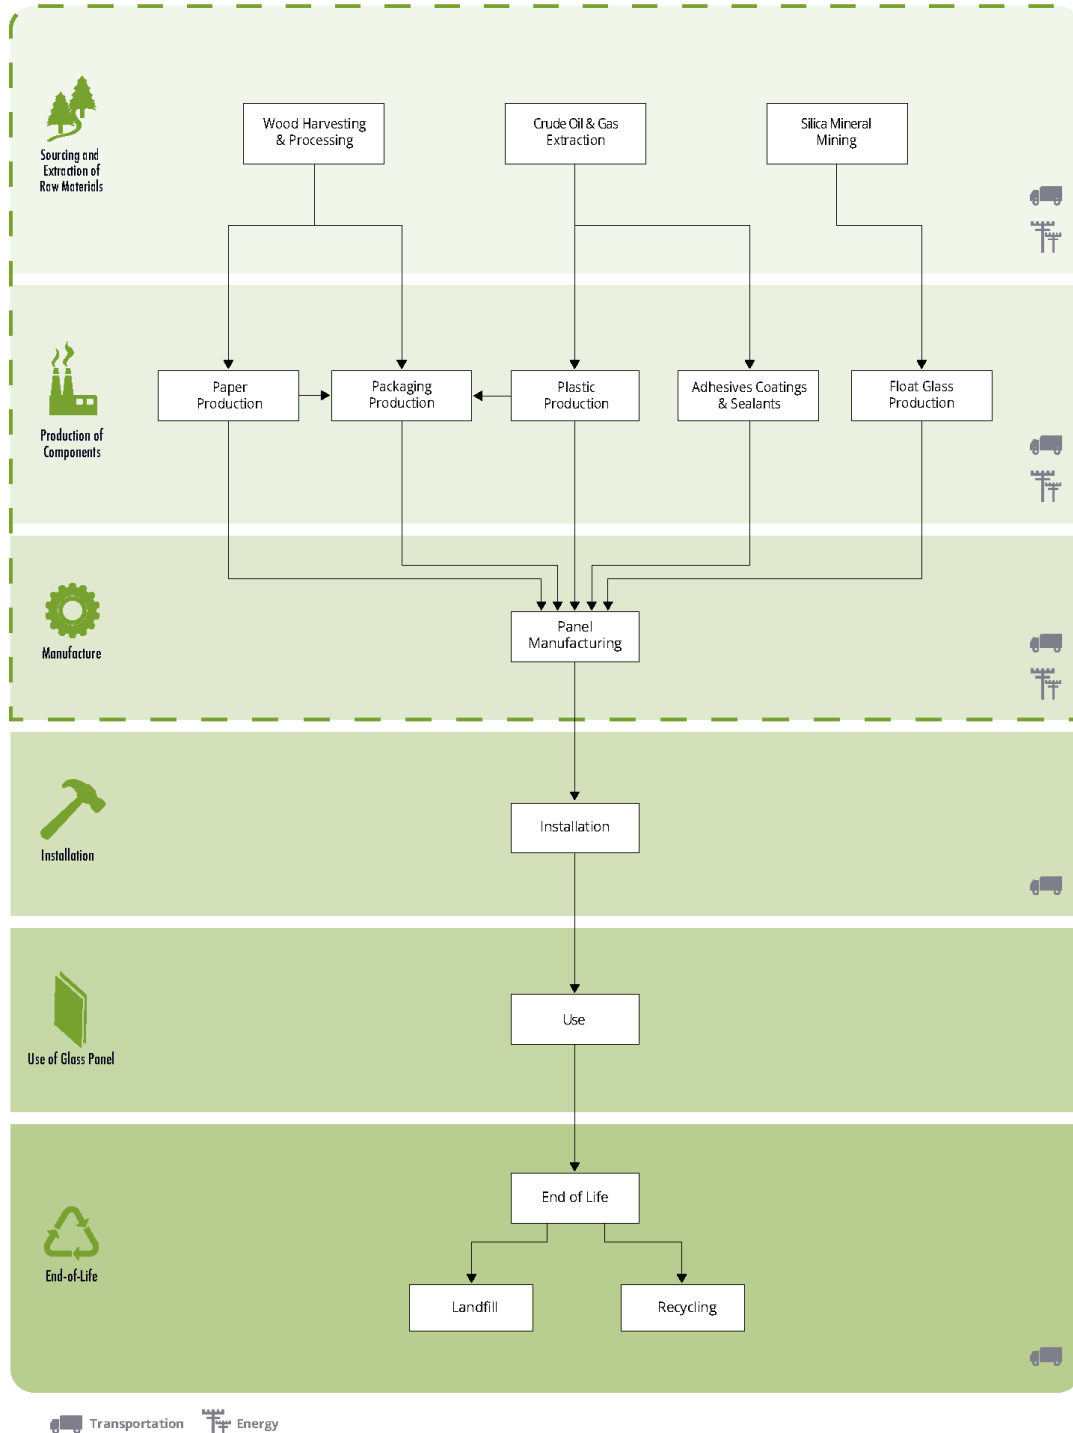 Sourcing and
Extraction of
Raw Materials
Wood Harvesting
& Processing
Crude Oil & Gas
Extraction
Silica Mineral
Mining
Production of
Components
Paper
Production
Packaging
Production
Plastic
Production
Adhesives Coatings
& Sealants
Float Glass
Production
Manufacture
Panel
Manufacturing
Installation
Installation
Use of Glass Panel
Use
End-of-Life
End of Life
Landfill
Recycling
Transportation
Energy